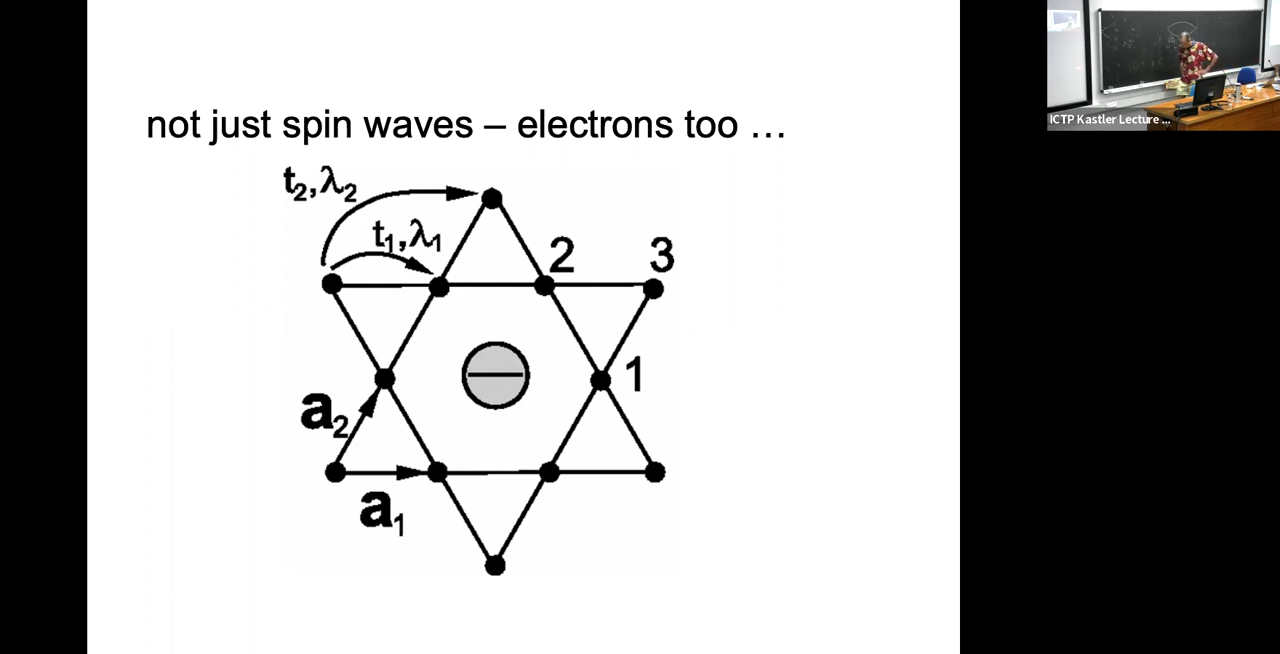 not just spin waves – electrons too …
t₂,λ₂
t₁,λ₁
2
3
1
a₂
a₁
ICTP Kastler Lecture ...